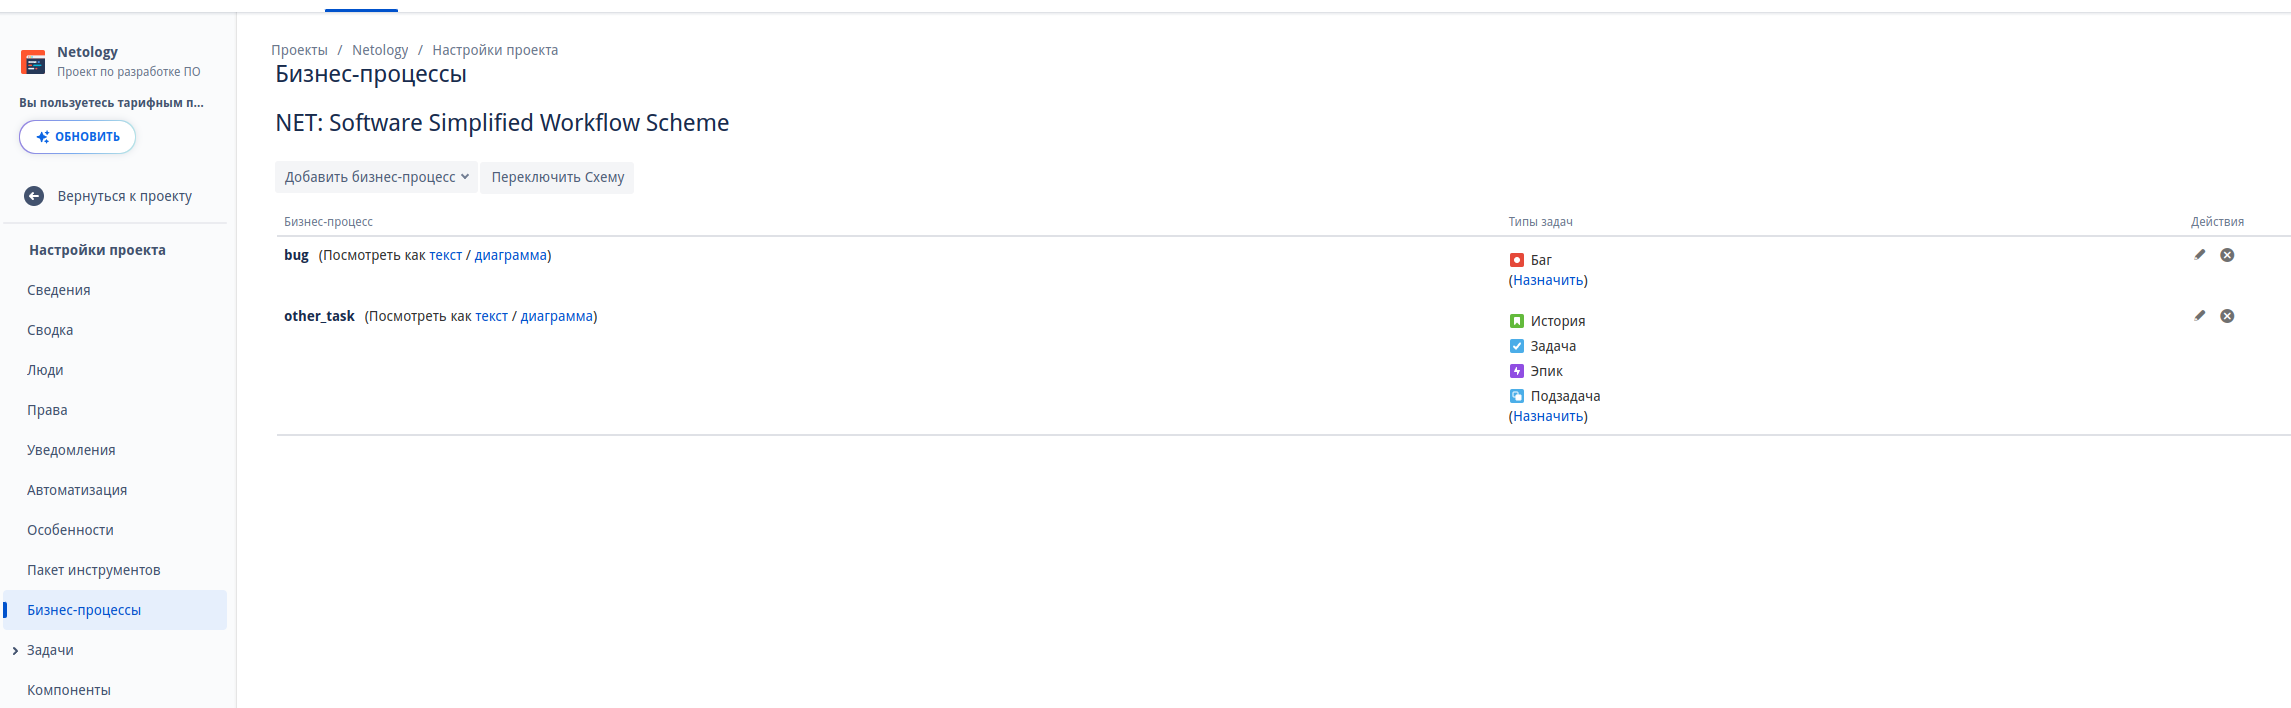 Netology
Проект по разработке ПО
Вы пользуетесь тарифным п...
ОБНОВИТЬ
Вернуться к проекту
Настройки проекта
Сведения
Сводка
Люди
Права
Уведомления
Автоматизация
Особенности
Пакет инструментов
Бизнес-процессы
Задачи
Компоненты
Проекты / Netology / Настройки проекта
Бизнес-процессы
NET: Software Simplified Workflow Scheme
Добавить бизнес-процесс Переключить Схему
Бизнес-процесс Типы задач Действия
bug (Посмотреть как текст / диаграмма)
Баг
(Назначить)
other_task (Посмотреть как текст / диаграмма)
История
Задача
Эпик
Подзадача
(Назначить)